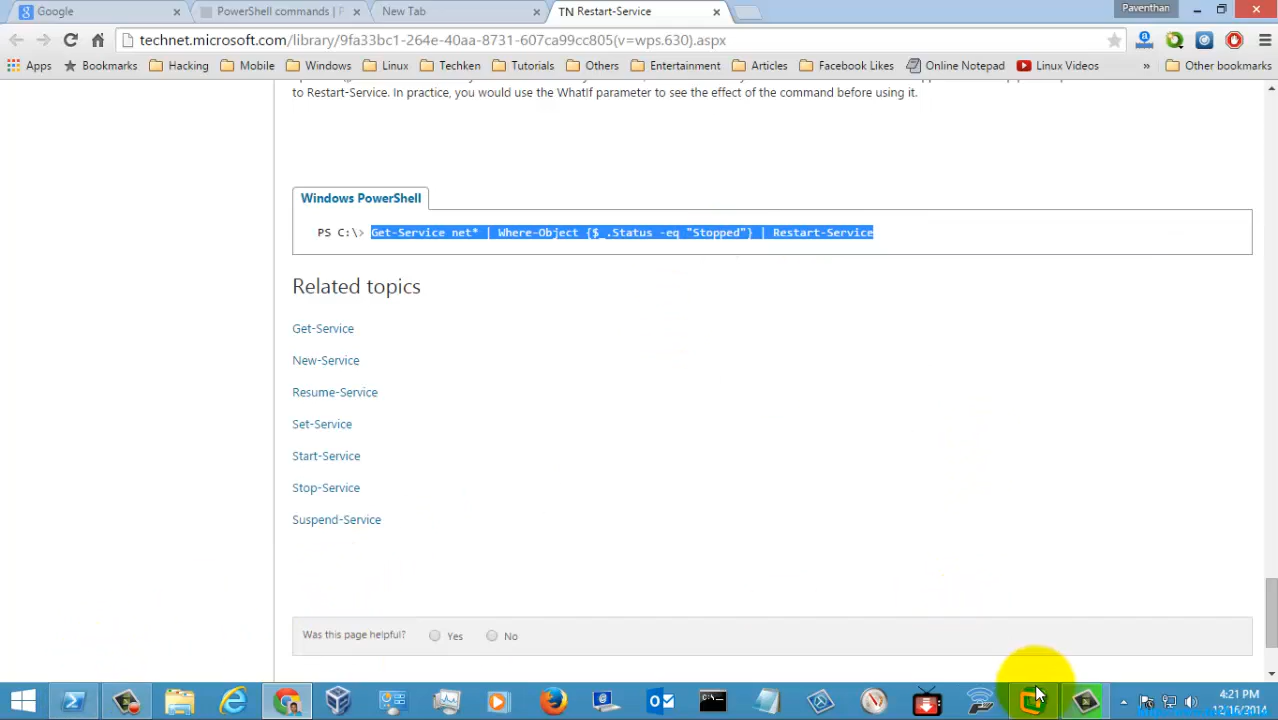 Google
PowerShell commands | P
New Tab
TN Restart-Service
Paventhan
technet.microsoft.com/library/9fa33bc1-264e-40aa-8731-607ca99cc805(v=wps.630).aspx
Apps
Bookmarks
Hacking
Mobile
Windows
Linux
Techken
Tutorials
Others
Entertainment
Articles
Facebook Likes
Online Notepad
Linux Videos
»
Other bookmarks
to Restart-Service. In practice, you would use the WhatIf parameter to see the effect of the command before using it.
Windows PowerShell
PS C:\> Get-Service net* | Where-Object {$_.Status -eq "Stopped"} | Restart-Service
Related topics
Get-Service
New-Service
Resume-Service
Set-Service
Start-Service
Stop-Service
Suspend-Service
Was this page helpful?
Yes
No
4:21 PM
12/16/2014